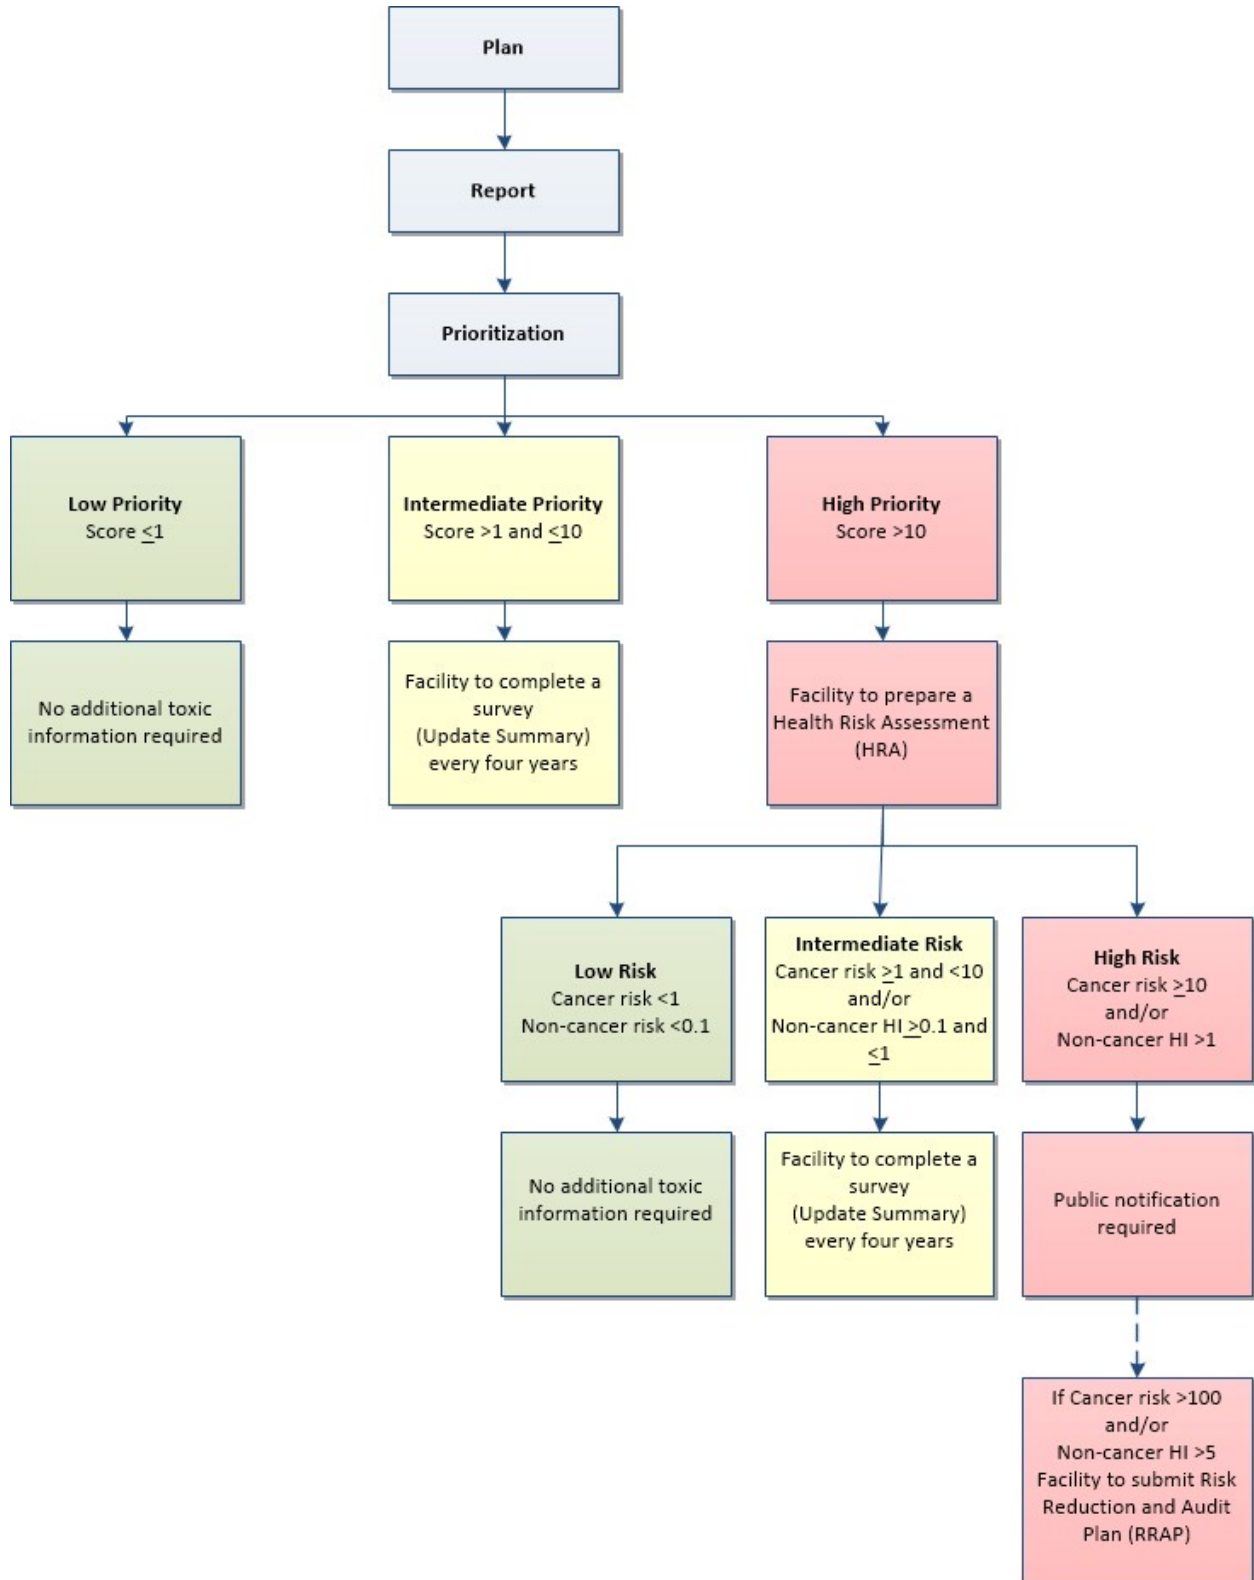 Plan
Report
Prioritization
Low Priority
Score ≤1
Intermediate Priority
Score >1 and ≤10
High Priority
Score >10
No additional toxic
information required
Facility to complete a
survey
(Update Summary)
every four years
Facility to prepare a
Health Risk Assessment
(HRA)
Low Risk
Cancer risk <1
Non-cancer risk <0.1
Intermediate Risk
Cancer risk ≥1 and <10
and/or
Non-cancer HI ≥0.1 and
≤1
High Risk
Cancer risk ≥10
and/or
Non-cancer HI >1
No additional toxic
information required
Facility to complete a
survey
(Update Summary)
every four years
Public notification
required
If Cancer risk >100
and/or
Non-cancer HI >5
Facility to submit Risk
Reduction and Audit
Plan (RRAP)